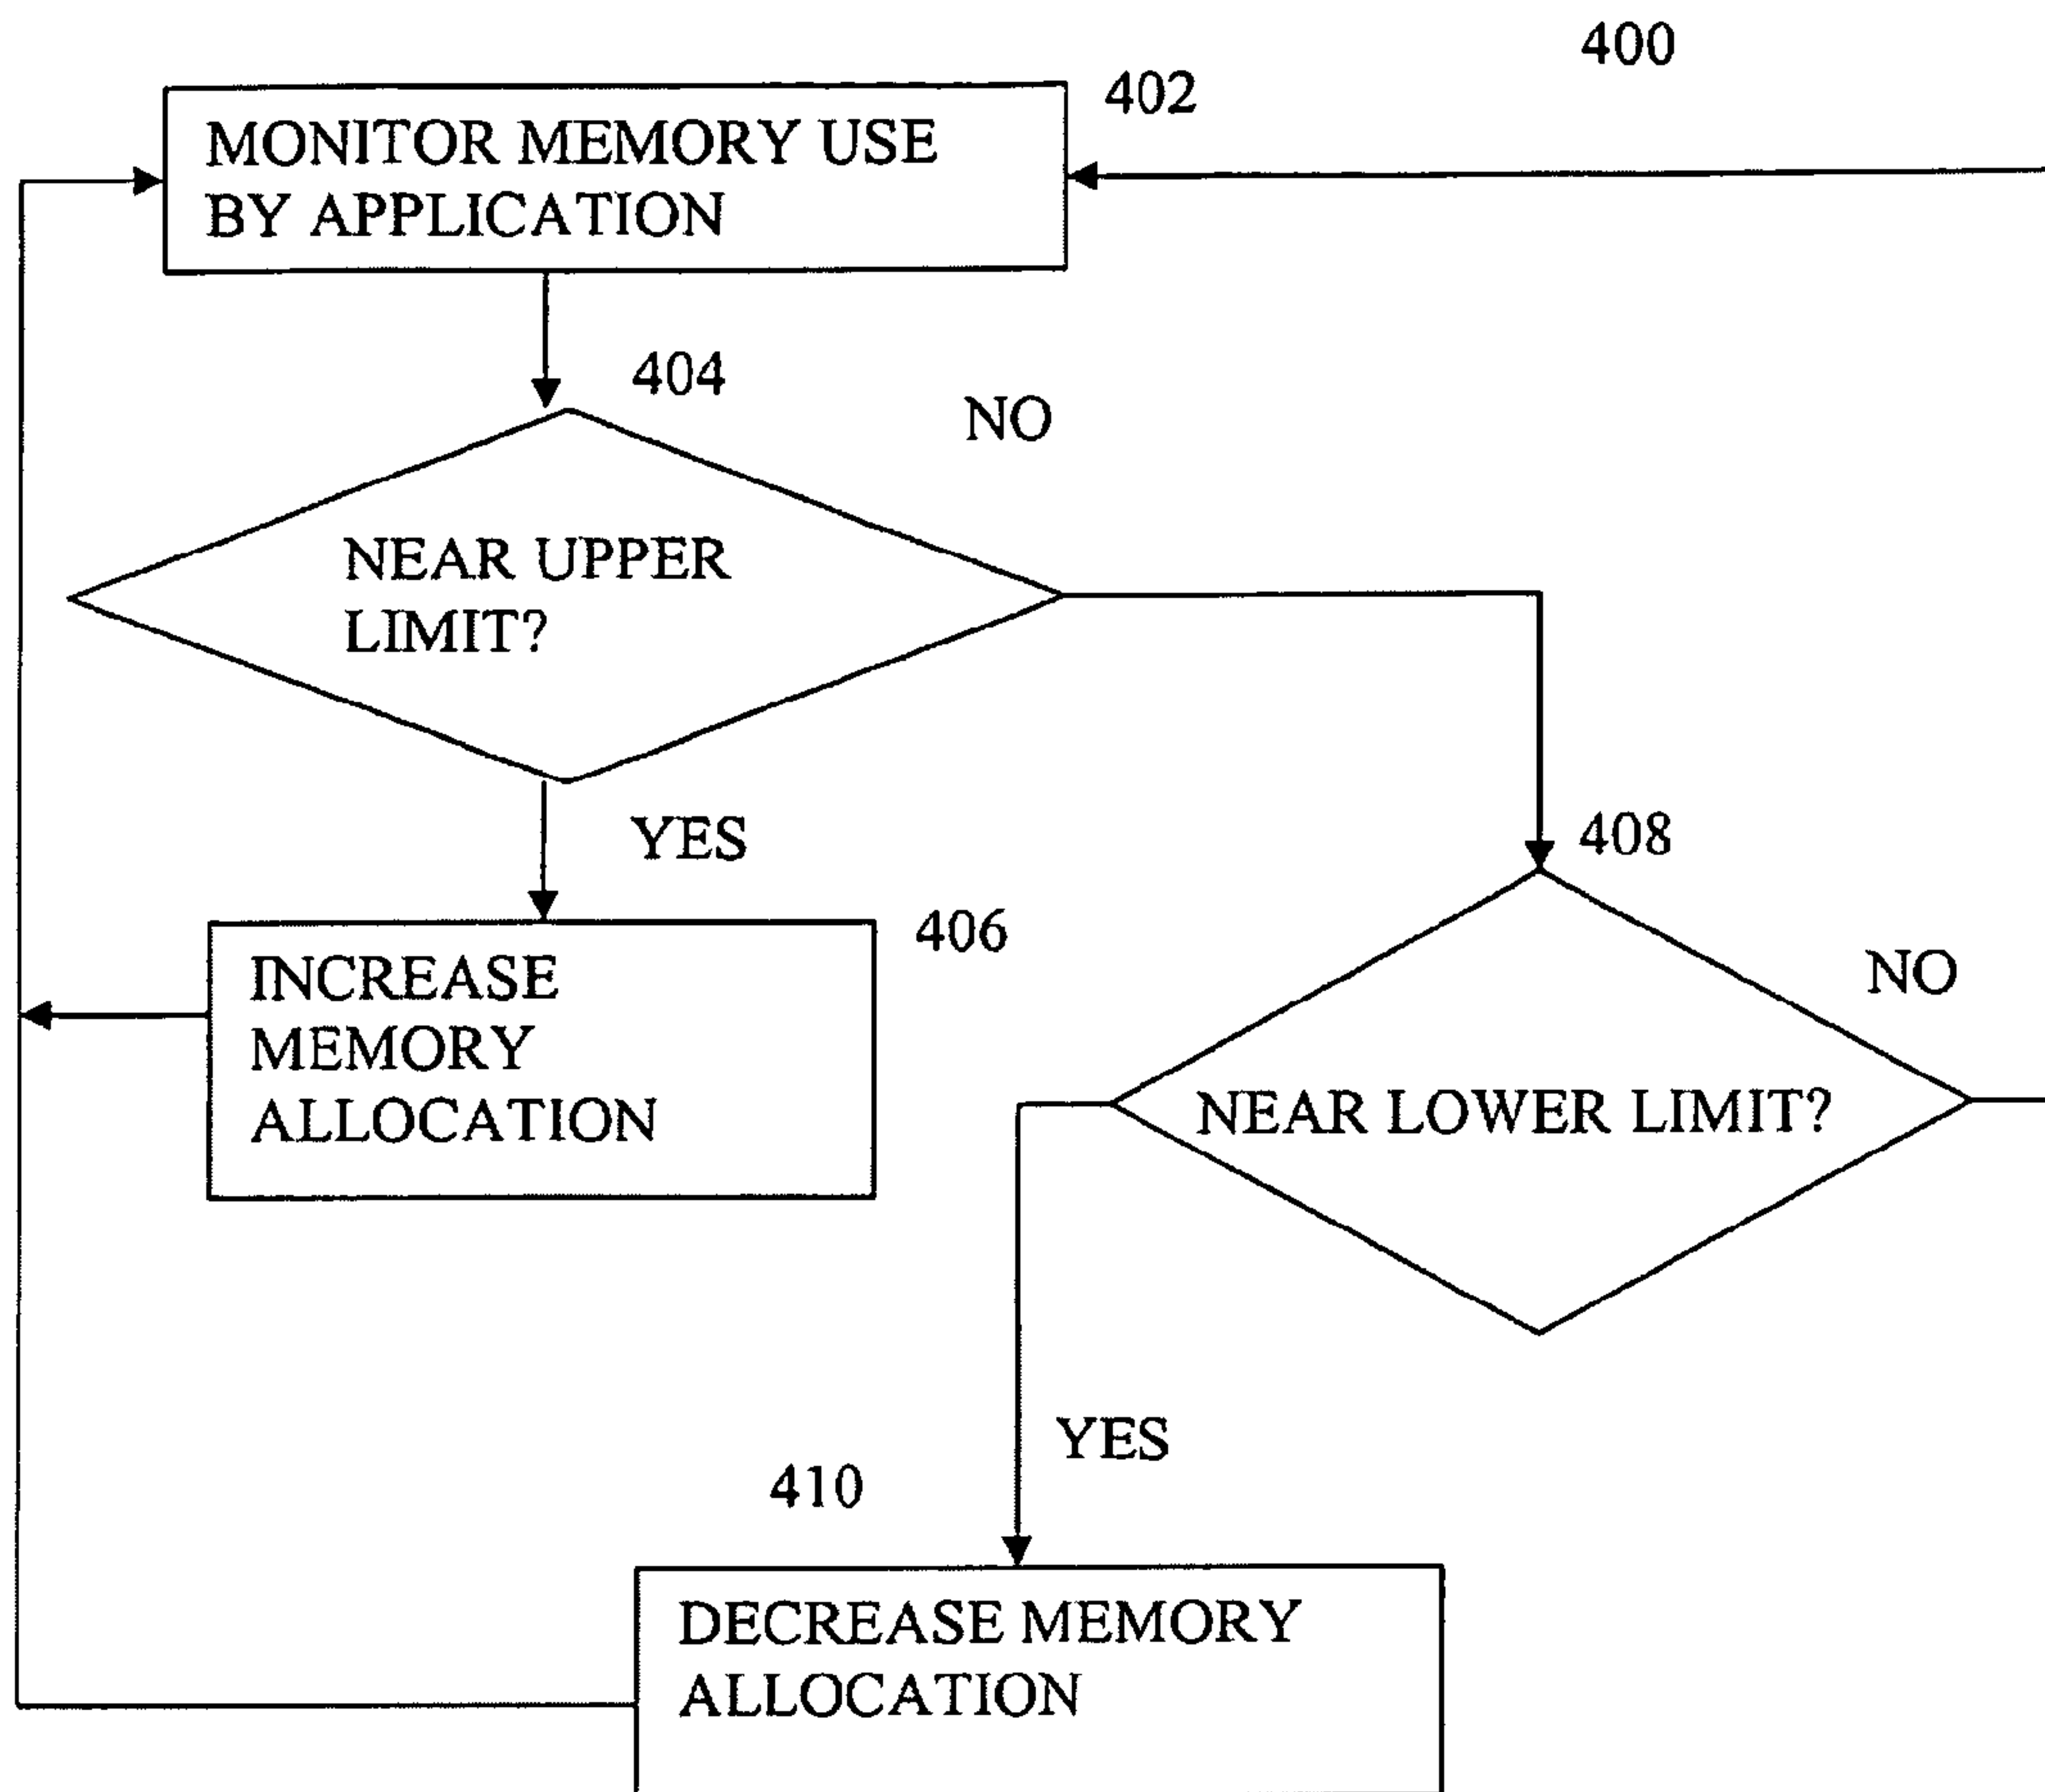 400
402
MONITOR MEMORY USE
BY APPLICATION
404
NO
NEAR UPPER
LIMIT?
YES
408
406
INCREASE
MEMORY
ALLOCATION
NO
NEAR LOWER LIMIT?
YES
410
DECREASE MEMORY
ALLOCATION